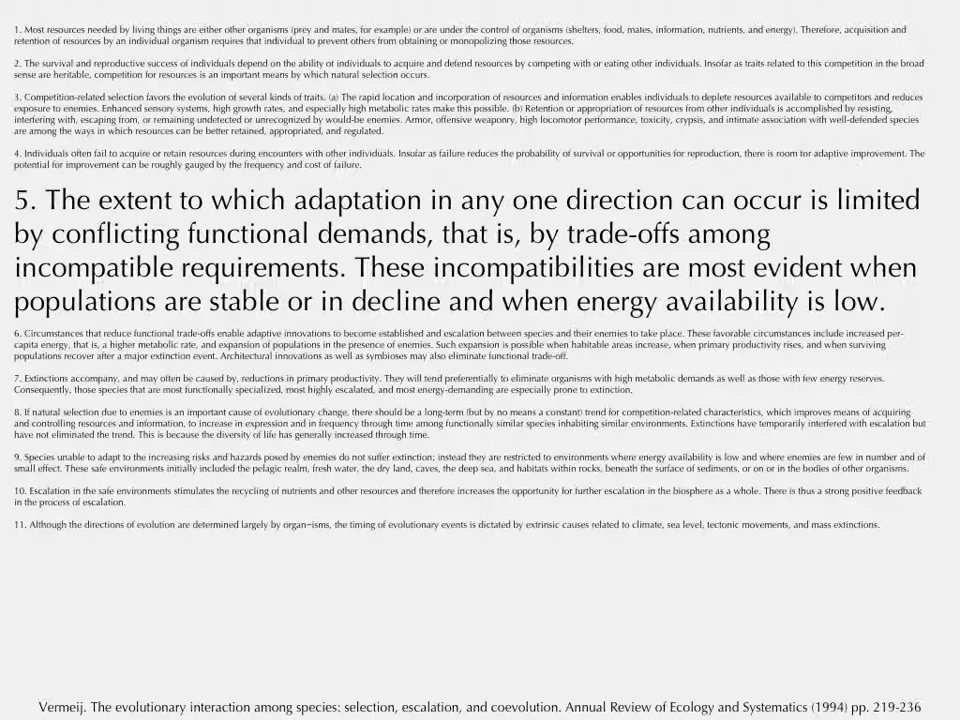 1. Most resources needed by living things are either other organisms (prey and mates, for example) or are under the control of organisms (shelters, food, mates, information, nutrients, and energy). Therefore, acquisition and
retention of resources by an individual organism requires that individual to prevent others from obtaining or monopolizing those resources.
2. The survival and reproductive success of individuals depend on the ability of individuals to acquire and defend resources by competing with or eating other individuals. Insofar as traits related to this competition in the broad
sense are heritable, competition for resources is an important means by which natural selection occurs.
3. Competition-related selection favors the evolution of several kinds of traits. (a) The rapid location and incorporation of resources and information enables individuals to deplete resources available to competitors and reduces
exposure to enemies. Enhanced sensory systems, high growth rates, and especially high metabolic rates make this possible. (b) Retention or appropriation of resources from other individuals is accomplished by resisting,
interfering with, escaping from, or remaining undetected or unrecognized by would-be enemies. Armor, offensive weaponry, high locomotor performance, toxicity, crypsis, and intimate association with well-defended species
are among the ways in which resources can be better retained, appropriated, and regulated.
4. Individuals often fail to acquire or retain resources during encounters with other individuals. Insofar as failure reduces the probability of survival or opportunities for reproduction, there is room for adaptive improvement. The
potential for improvement can be roughly gauged by the frequency and cost of failure.
5. The extent to which adaptation in any one direction can occur is limited
by conflicting functional demands, that is, by trade-offs among
incompatible requirements. These incompatibilities are most evident when
populations are stable or in decline and when energy availability is low.
6. Circumstances that reduce functional trade-offs enable adaptive innovations to become established and escalation between species and their enemies to take place. These favorable circumstances include increased per-
capita energy, that is, a higher metabolic rate, and expansion of populations in the presence of enemies. Such expansion is possible when habitable areas increase, when primary productivity rises, and when surviving
populations recover after a major extinction event. Architectural innovations as well as symbioses may also eliminate functional trade-off.
7. Extinctions accompany, and may often be caused by, reductions in primary productivity. They will tend preferentially to eliminate organisms with high metabolic demands as well as those with few energy reserves.
Consequently, those species that are most functionally specialized, most highly escalated, and most energy-demanding are especially prone to extinction.
8. If natural selection due to enemies is an important cause of evolutionary change, there should be a long-term (but by no means a constant) trend for competition-related characteristics, which improves means of acquiring
and controlling resources and information, to increase in expression and in frequency through time among functionally similar species inhabiting similar environments. Extinctions have temporarily interfered with escalation but
have not eliminated the trend. This is because the diversity of life has generally increased through time.
9. Species unable to adapt to the increasing risks and hazards posed by enemies do not suffer extinction; instead they are restricted to environments where energy availability is low and where enemies are few in number and of
small effect. These safe environments initially included the pelagic realm, fresh water, the dry land, caves, the deep sea, and habitats within rocks, beneath the surface of sediments, or on or in the bodies of other organisms.
10. Escalation in the safe environments stimulates the recycling of nutrients and other resources and therefore increases the opportunity for further escalation in the biosphere as a whole. There is thus a strong positive feedback
in the process of escalation.
11. Although the directions of evolution are determined largely by organ−isms, the timing of evolutionary events is dictated by extrinsic causes related to climate, sea level, tectonic movements, and mass extinctions.
Vermeij. The evolutionary interaction among species: selection, escalation, and coevolution. Annual Review of Ecology and Systematics (1994) pp. 219-236